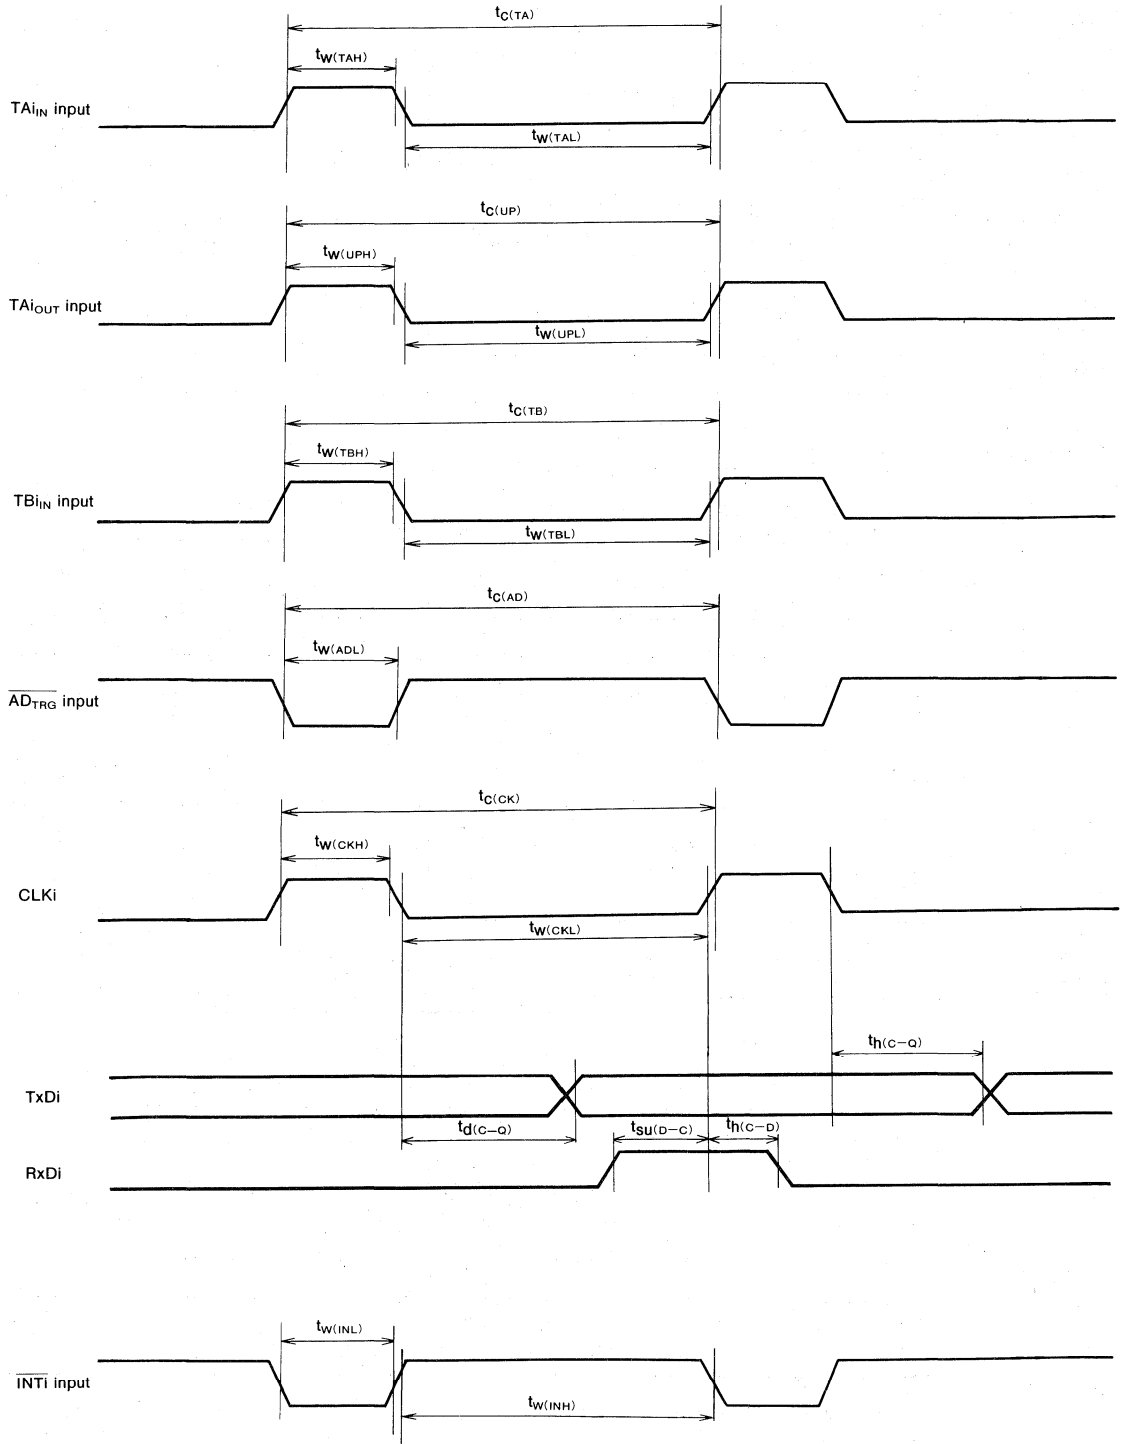 tC(TA)
tW(TAH)
TAiIN input
tW(TAL)
tC(UP)
tW(UPH)
TAiOUT input
tW(UPL)
tC(TB)
tW(TBH)
TBiIN input
tW(TBL)
tC(AD)
tW(ADL)
ADTRG input
tC(CK)
tW(CKH)
CLKi
tW(CKL)
th(C-Q)
TxDi
td(C-Q) tsu(D-C) th(C-D)
RxDi
tW(INL)
INTi input
tW(INH)